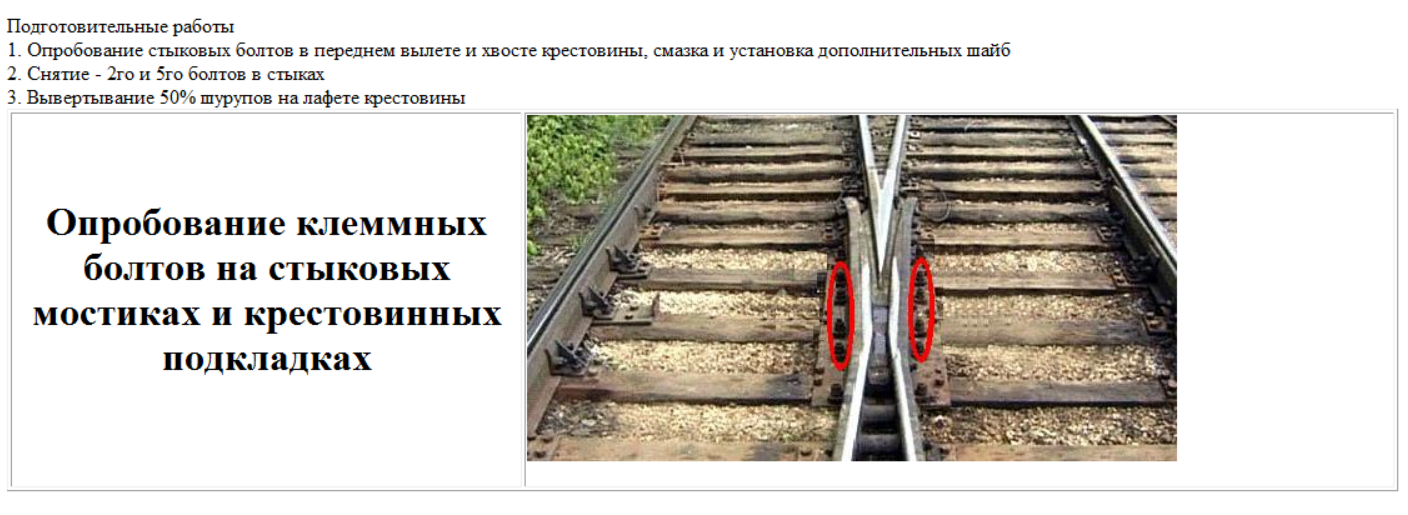 Подготовительные работы
1. Опробование стыковых болтов в переднем вылете и хвосте крестовины, смазка и установка дополнительных шайб
2. Снятие - 2го и 5го болтов в стыках
3. Вывертывание 50% шурупов на лафете крестовины
Опробование клеммных
болтов на стыковых
мостиках и крестовинных
подкладках